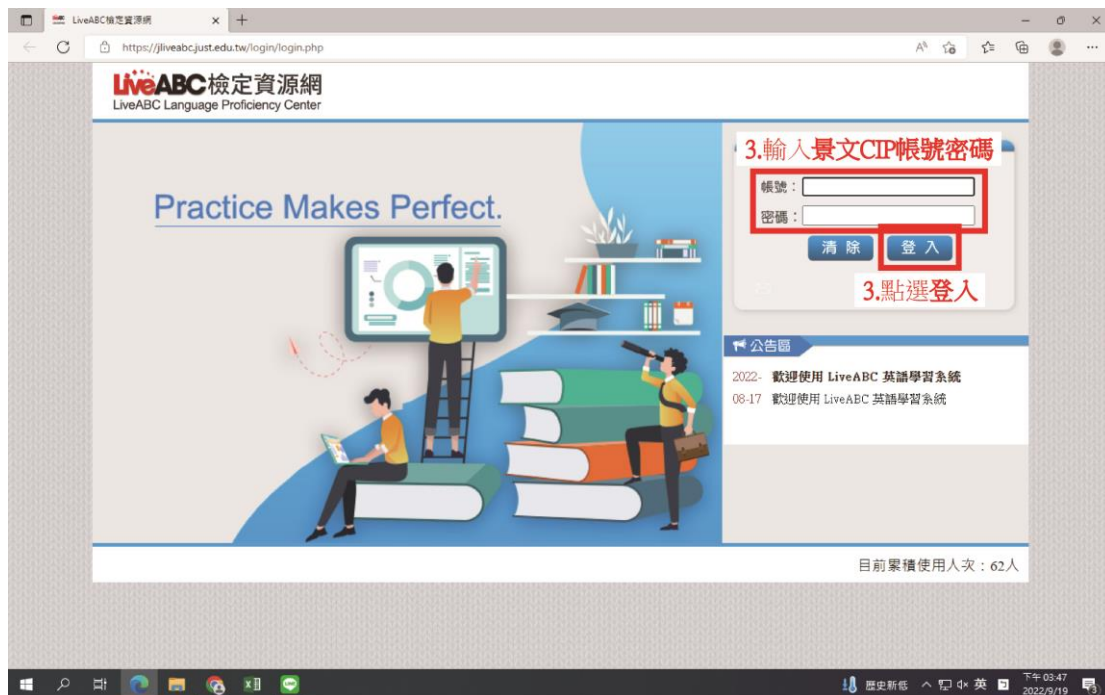 LiveABC檢定資源網
https://jliveabc.just.edu.tw/login/login.php
LiveABC檢定資源網
LiveABC Language Proficiency Center
Practice Makes Perfect.
3.輸入景文CIP帳號密碼
帳號：
密碼：
清除 登入
3.點選登入
公告區
2022-08-17 歡迎使用 LiveABC 英語學習系統
歡迎使用 LiveABC 英語學習系統
目前累積使用人次：62人
歷史新低 英 下午 03:47
2022/9/19